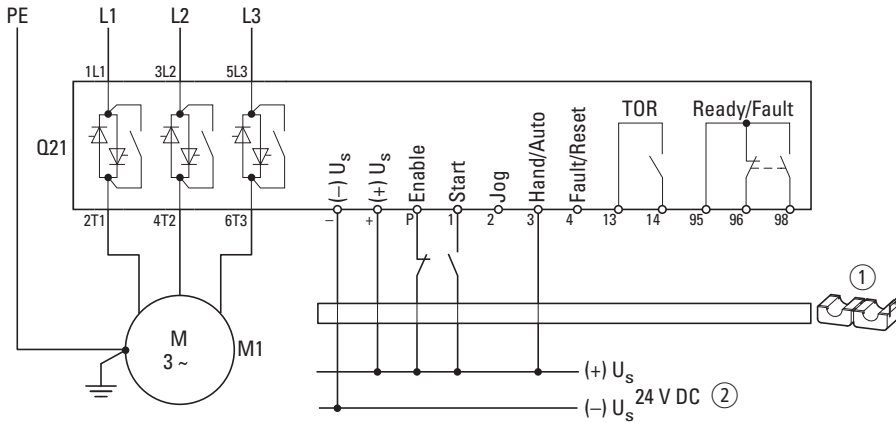 PE L1 L2 L3
1L1 3L2 5L3
TOR Ready/Fault
Q21
(–) Us
(+) Us
Enable
Start
Jog
Hand/Auto
Fault/Reset
2T1 4T2 6T3 – + P 1 2 3 4 13 14 95 96 98
1
M
3 ~
M1
(+) Us
24 V DC 2
(–) Us